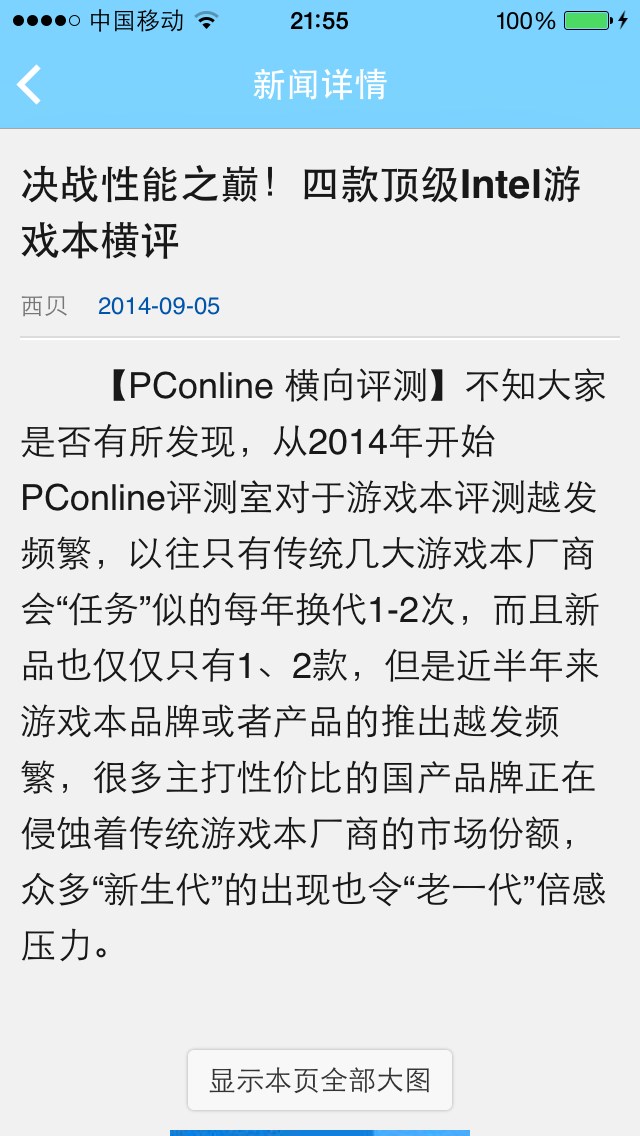 中国移动 21:55 100%
新闻详情
决战性能之巅！四款顶级Intel游
戏本横评
西贝 2014-09-05
【PConline 横向评测】不知大家
是否有所发现，从2014年开始
PConline评测室对于游戏本评测越发
频繁，以往只有传统几大游戏本厂商
会“任务”似的每年换代1-2次，而且新
品也仅仅只有1、2款，但是近半年来
游戏本品牌或者产品的推出越发频
繁，很多主打性价比的国产品牌正在
侵蚀着传统游戏本厂商的市场份额，
众多“新生代”的出现也令“老一代”倍感
压力。
显示本页全部大图